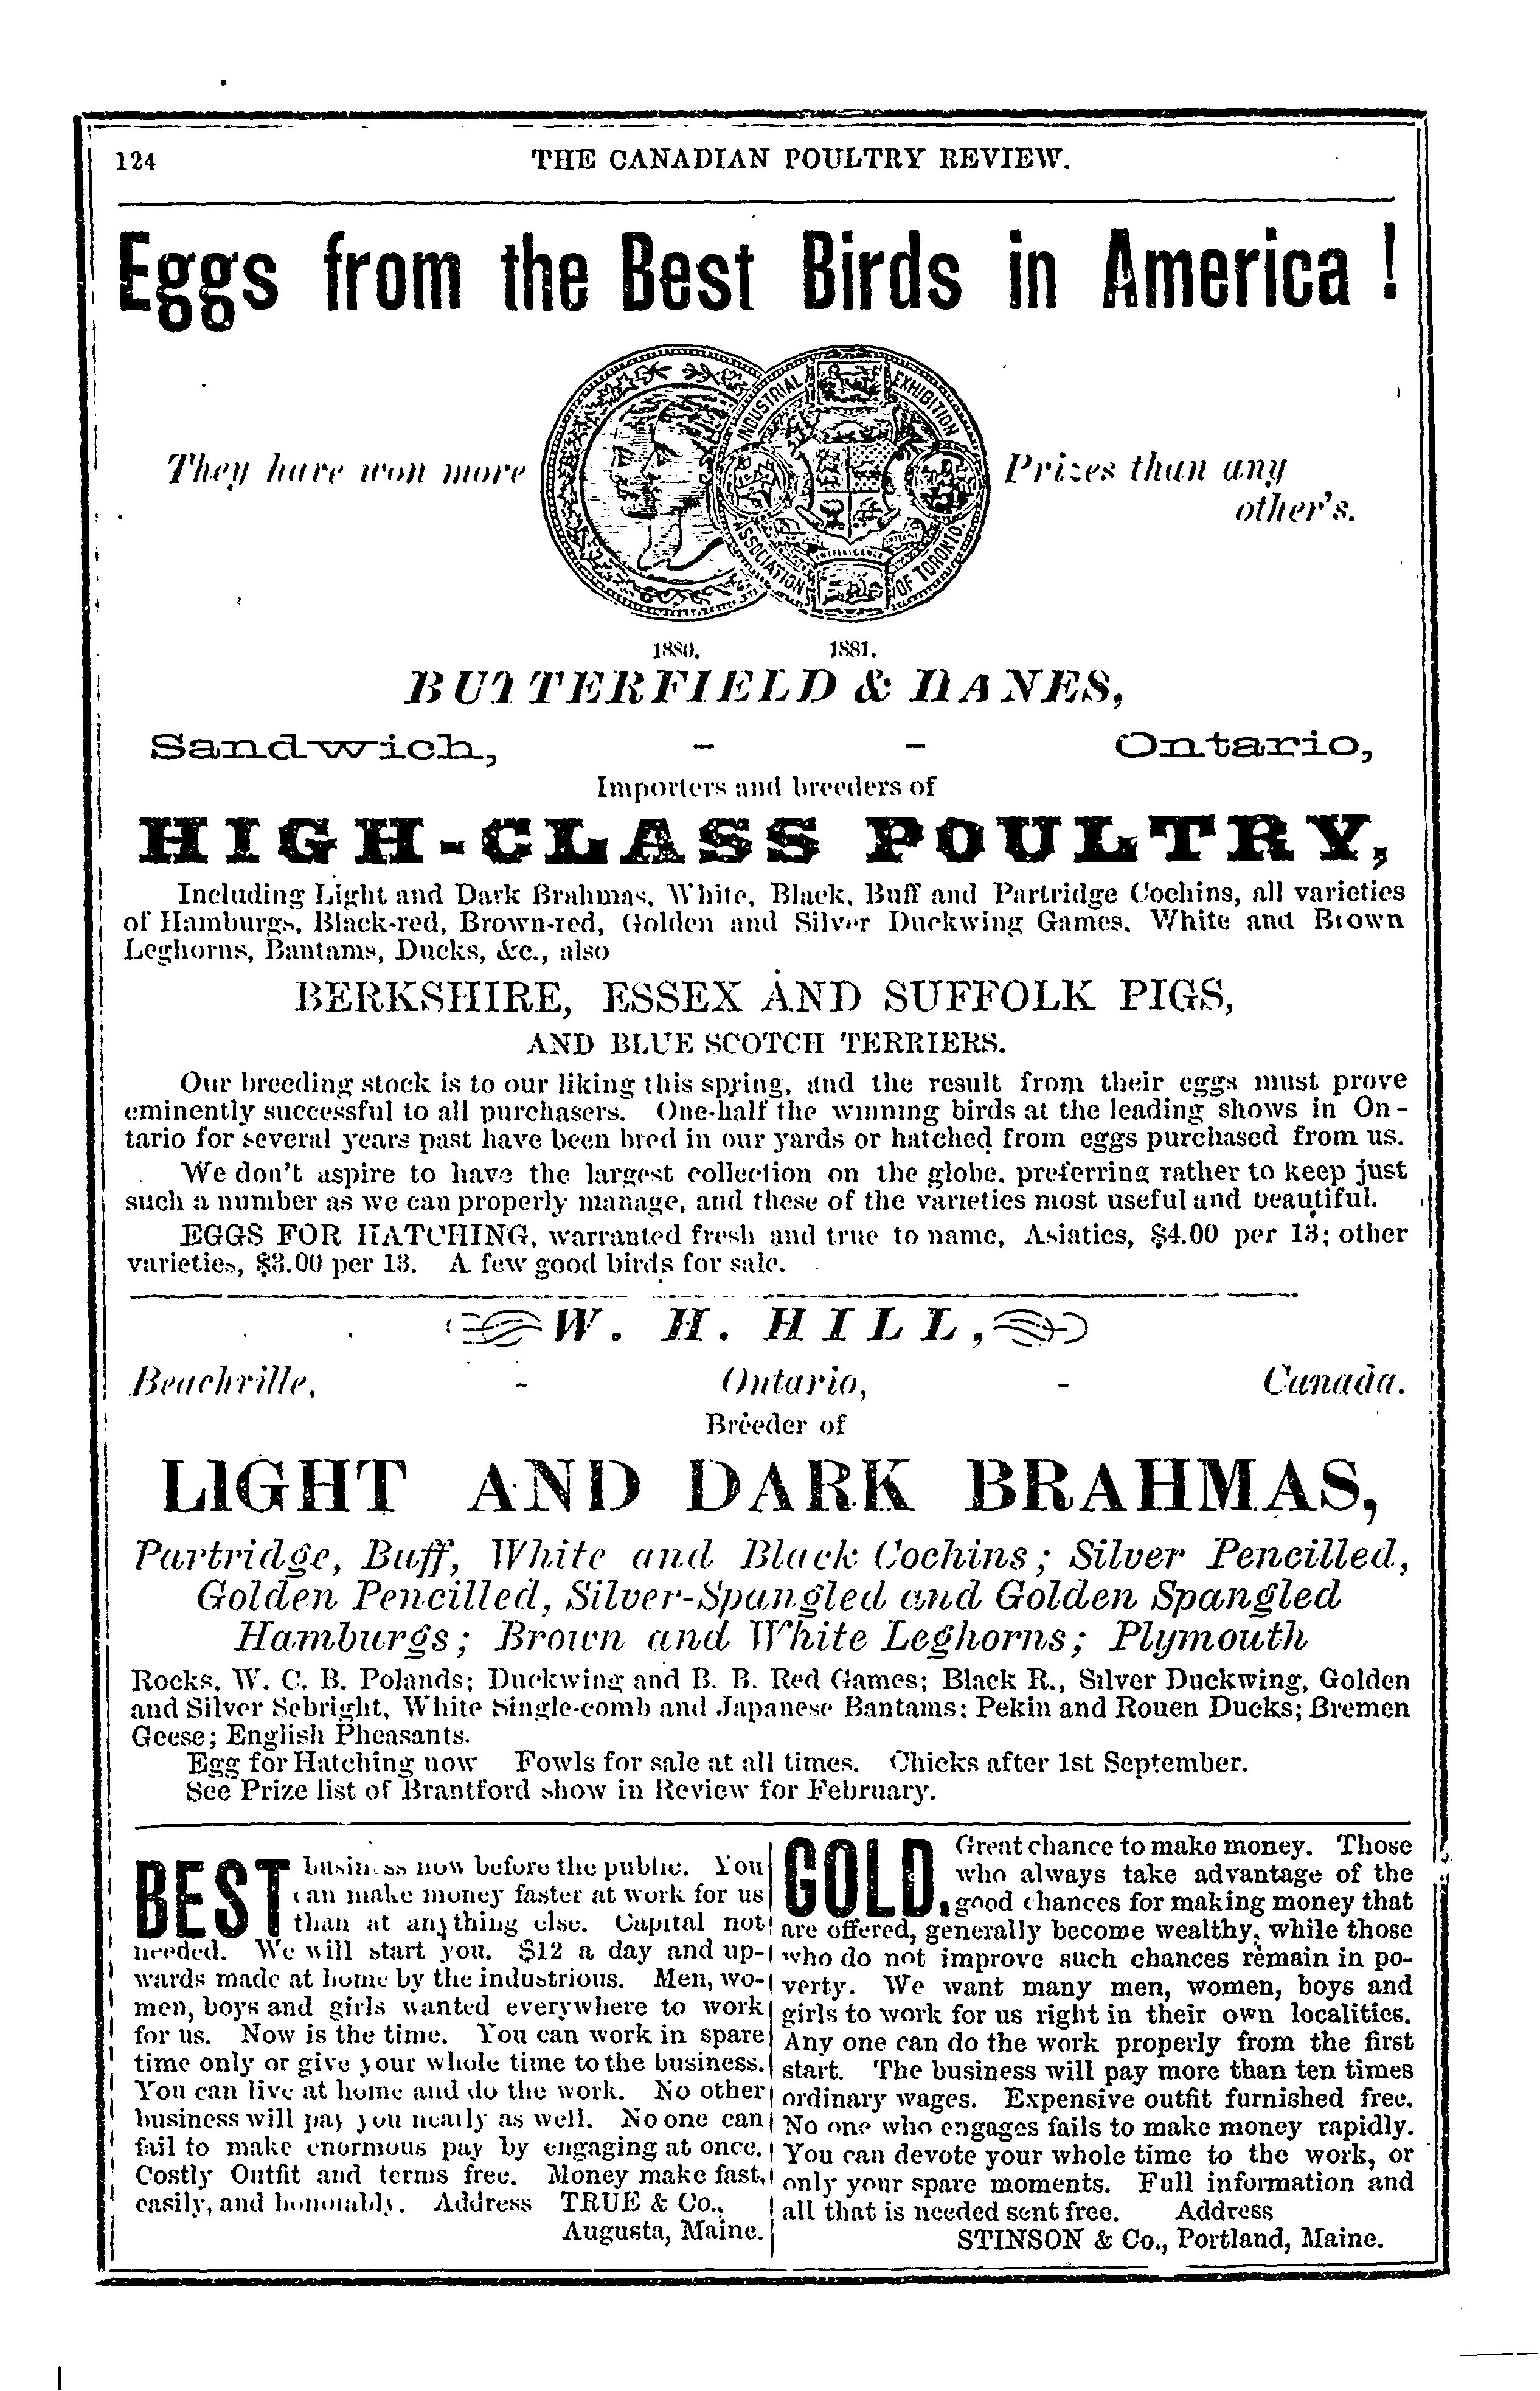 124
THE CANADIAN POULTRY REVIEW.
Eggs from the Best Birds in America !
They have won more
Prizes than any
other's.
INDUSTRIAL EXHIBITION
ASSOCIATION OF TORONTO.
INTELLIGENCE
1880. 1881.
BUTTERFIELD & HANES,
Sandwich, - - Ontario,
Importers and breeders of
HIGH-CLASS POULTRY,
Including Light and Dark Brahmas, White, Black, Buff and Partridge Cochins, all varieties
of Hamburgs, Black-red, Brown-red, Golden and Silver Duckwing Games, White and Brown
Leghorns, Bantams, Ducks, &c., also
BERKSHIRE, ESSEX AND SUFFOLK PIGS,
AND BLUE SCOTCH TERRIERS.
Our breeding stock is to our liking this spring, and the result from their eggs must prove
eminently successful to all purchasers. One-half the winning birds at the leading shows in On-
tario for several years past have been bred in our yards or hatched from eggs purchased from us.
We don't aspire to have the largest collection on the globe, preferring rather to keep just
such a number as we can properly manage, and these of the varieties most useful and beautiful.
EGGS FOR HATCHING, warranted fresh and true to name, Asiatics, $4.00 per 13; other
varieties, $3.00 per 13. A few good birds for sale.
W. H. HILL,
Beachville, - Ontario, - Canada.
Breeder of
LIGHT AND DARK BRAHMAS,
Partridge, Buff, White and Black Cochins; Silver Pencilled,
Golden Pencilled, Silver-Spangled and Golden Spangled
Hamburgs; Brown and White Leghorns; Plymouth
Rocks, W. C. B. Polands; Duckwing and B. B. Red Games; Black R., Silver Duckwing, Golden
and Silver Sebright, White Single-comb and Japanese Bantams: Pekin and Rouen Ducks; Bremen
Geese; English Pheasants.
Egg for Hatching now Fowls for sale at all times. Chicks after 1st September.
See Prize list of Brantford show in Review for February.
BEST business now before the public. You
can make money faster at work for us
than at anything else. Capital not
needed. We will start you. $12 a day and up-
wards made at home by the industrious. Men, wo-
men, boys and girls wanted everywhere to work
for us. Now is the time. You can work in spare
time only or give your whole time to the business.
You can live at home and do the work. No other
business will pay you nearly as well. No one can
fail to make enormous pay by engaging at once.
Costly Outfit and terms free. Money make fast,
easily, and honorably. Address TRUE & Co.,
Augusta, Maine.
GOLD. Great chance to make money. Those
who always take advantage of the
good chances for making money that
are offered, generally become wealthy, while those
who do not improve such chances remain in po-
verty. We want many men, women, boys and
girls to work for us right in their own localities.
Any one can do the work properly from the first
start. The business will pay more than ten times
ordinary wages. Expensive outfit furnished free.
No one who engages fails to make money rapidly.
You can devote your whole time to the work, or
only your spare moments. Full information and
all that is needed sent free. Address
STINSON & Co., Portland, Maine.